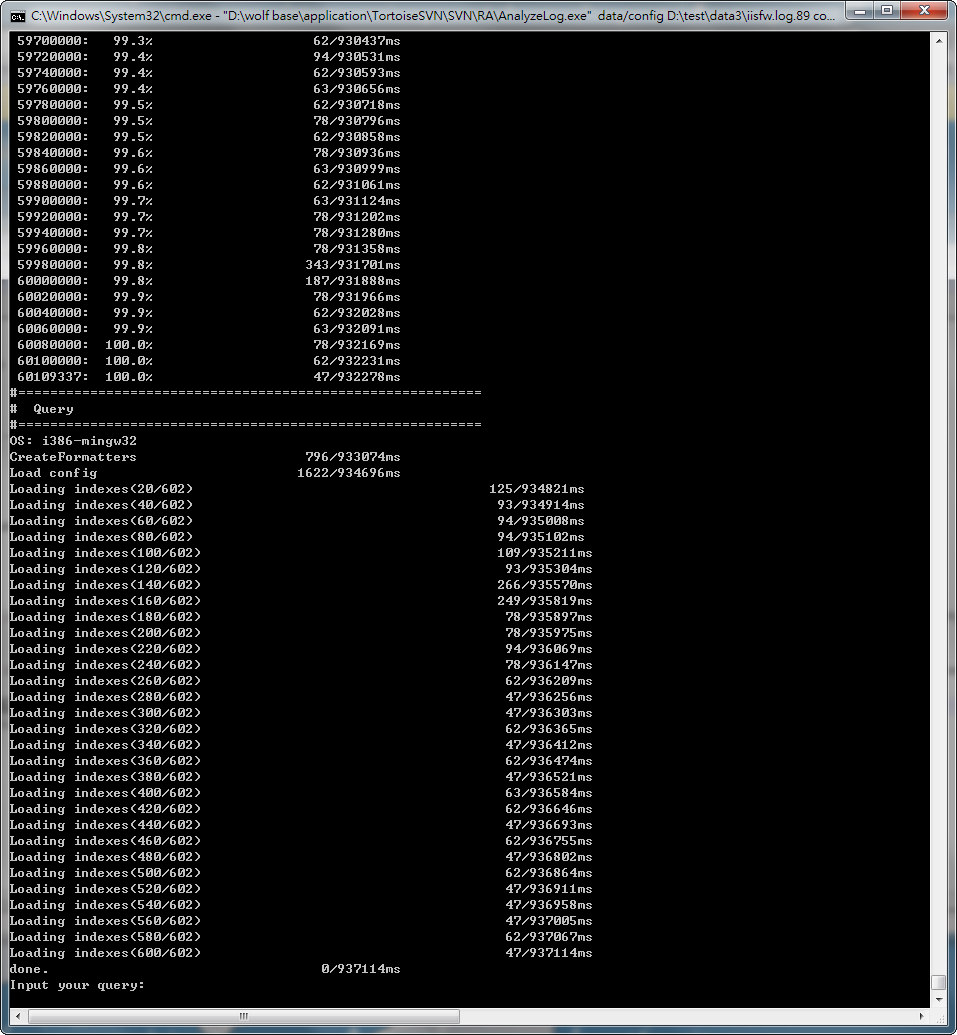 C:\Windows\System32\cmd.exe - "D:\wolf base\application\TortoiseSVN\SVN\RA\AnalyzeLog.exe"  data/config D:\test\data3\iisfw.log.89 co...
59700000:   99.3%                    62/930437ms
59720000:   99.4%                    94/930531ms
59740000:   99.4%                    62/930593ms
59760000:   99.4%                    63/930656ms
59780000:   99.5%                    62/930718ms
59800000:   99.5%                    78/930796ms
59820000:   99.5%                    62/930858ms
59840000:   99.6%                    78/930936ms
59860000:   99.6%                    63/930999ms
59880000:   99.6%                    62/931061ms
59900000:   99.7%                    63/931124ms
59920000:   99.7%                    78/931202ms
59940000:   99.7%                    78/931280ms
59960000:   99.8%                    78/931358ms
59980000:   99.8%                   343/931701ms
60000000:   99.8%                   187/931888ms
60020000:   99.9%                    78/931966ms
60040000:   99.9%                    62/932028ms
60060000:   99.9%                    63/932091ms
60080000:  100.0%                    78/932169ms
60100000:  100.0%                    62/932231ms
60109337:  100.0%                    47/932278ms
#==========================================================
#  Query
#==========================================================
OS: i386-mingw32
CreateFormatters                     796/933074ms
Load config                         1622/934696ms
Loading indexes(20/602)                                     125/934821ms
Loading indexes(40/602)                                      93/934914ms
Loading indexes(60/602)                                      94/935008ms
Loading indexes(80/602)                                      94/935102ms
Loading indexes(100/602)                                     109/935211ms
Loading indexes(120/602)                                      93/935304ms
Loading indexes(140/602)                                     266/935570ms
Loading indexes(160/602)                                     249/935819ms
Loading indexes(180/602)                                      78/935897ms
Loading indexes(200/602)                                      78/935975ms
Loading indexes(220/602)                                      94/936069ms
Loading indexes(240/602)                                      78/936147ms
Loading indexes(260/602)                                      62/936209ms
Loading indexes(280/602)                                      47/936256ms
Loading indexes(300/602)                                      47/936303ms
Loading indexes(320/602)                                      62/936365ms
Loading indexes(340/602)                                      47/936412ms
Loading indexes(360/602)                                      62/936474ms
Loading indexes(380/602)                                      47/936521ms
Loading indexes(400/602)                                      63/936584ms
Loading indexes(420/602)                                      62/936646ms
Loading indexes(440/602)                                      47/936693ms
Loading indexes(460/602)                                      62/936755ms
Loading indexes(480/602)                                      47/936802ms
Loading indexes(500/602)                                      62/936864ms
Loading indexes(520/602)                                      47/936911ms
Loading indexes(540/602)                                      47/936958ms
Loading indexes(560/602)                                      47/937005ms
Loading indexes(580/602)                                      62/937067ms
Loading indexes(600/602)                                      47/937114ms
done.                                  0/937114ms
Input your query: